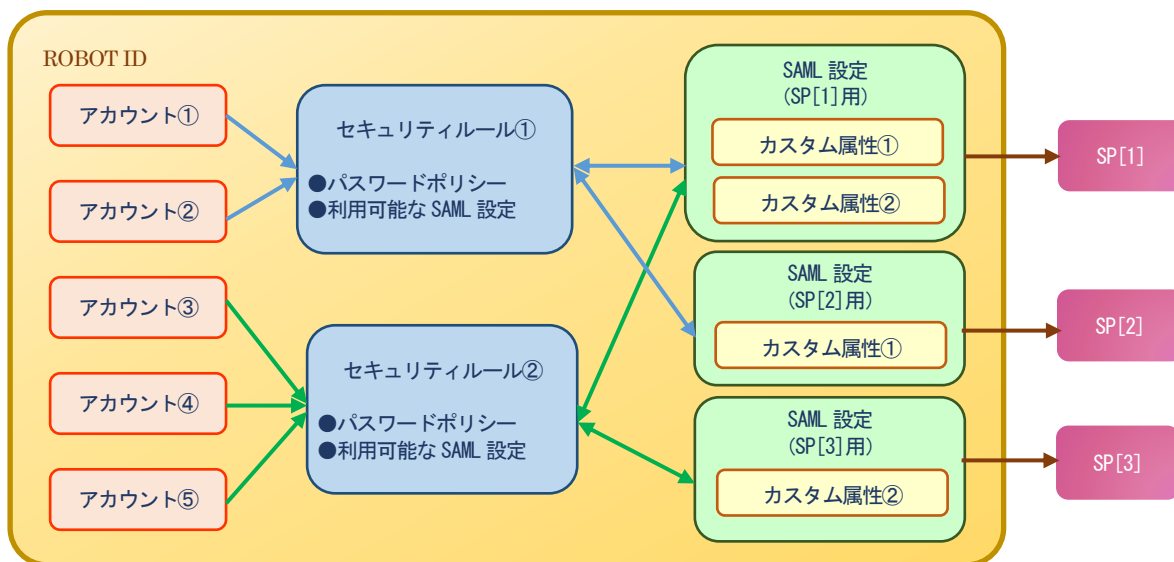 ROBOT ID
アカウント①
アカウント②
アカウント③
アカウント④
アカウント⑤
セキュリティルール①
●パスワードポリシー
●利用可能な SAML 設定
セキュリティルール②
●パスワードポリシー
●利用可能な SAML 設定
SAML 設定
(SP[1]用)
カスタム属性①
カスタム属性②
SAML 設定
(SP[2]用)
カスタム属性①
SAML 設定
(SP[3]用)
カスタム属性②
SP[1]
SP[2]
SP[3]